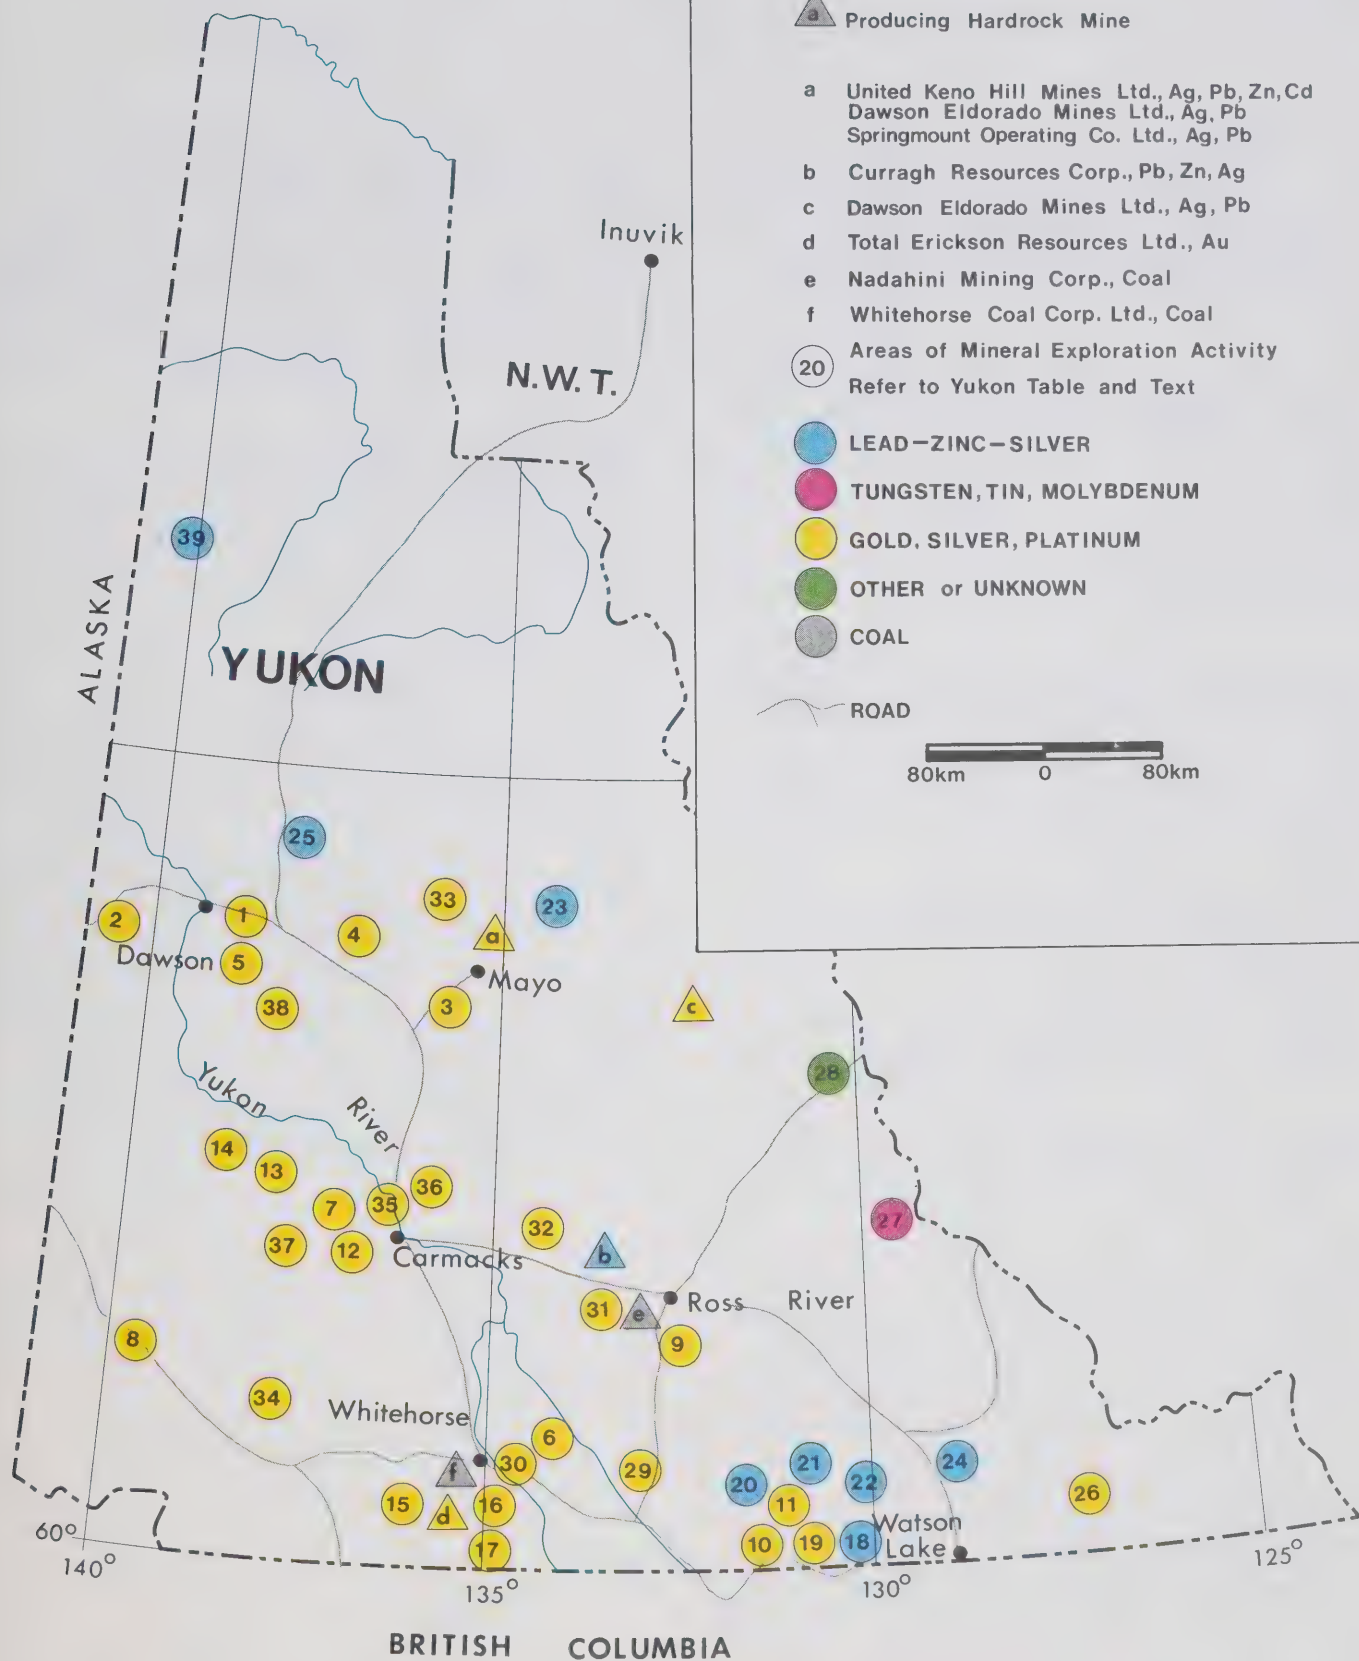 a Producing Hardrock Mine
a United Keno Hill Mines Ltd., Ag, Pb, Zn, Cd
Dawson Eldorado Mines Ltd., Ag, Pb
Springmount Operating Co. Ltd., Ag, Pb
b Curragh Resources Corp., Pb, Zn, Ag
c Dawson Eldorado Mines Ltd., Ag, Pb
d Total Erickson Resources Ltd., Au
e Nadahini Mining Corp., Coal
f Whitehorse Coal Corp. Ltd., Coal
20 Areas of Mineral Exploration Activity
Refer to Yukon Table and Text
LEAD-ZINC-SILVER
TUNGSTEN, TIN, MOLYBDENUM
GOLD, SILVER, PLATINUM
OTHER or UNKNOWN
COAL
ROAD
80km 0 80km
Inuvik
N.W.T.
39
ALASKA
YUKON
25
33
23
2
1
4
a
Dawson
5
Mayo
38
3
c
28
Yukon River
14
13
36
7
35
27
32
37
12
Carmacks
b
31
e
Ross River
8
9
34
Whitehorse
6
30
29
f
21
24
20
22
26
15
d
16
11
Watson
Lake
17
10
19
18
60°
140°
135°
130°
125°
BRITISH COLUMBIA